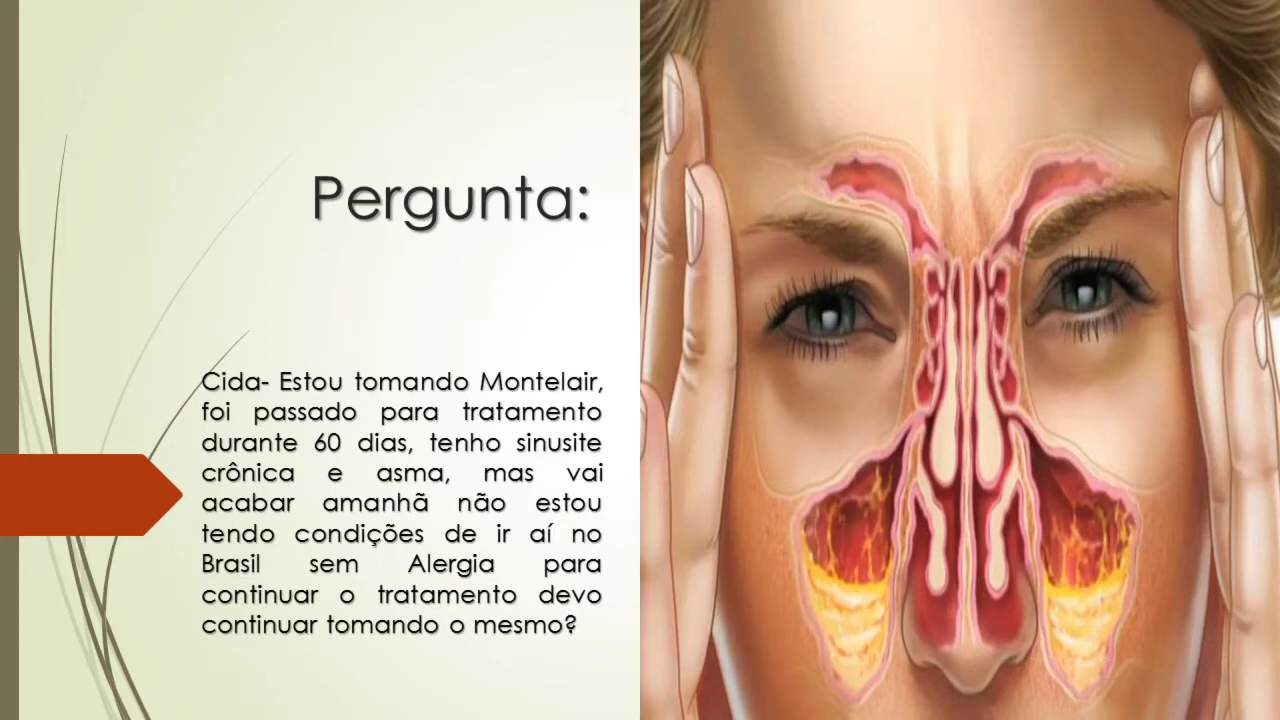 Pergunta:
Cida- Estou tomando Montelair,
foi passado para tratamento
durante 60 dias, tenho sinusite
crônica e asma, mas vai
acabar amanhã não estou
tendo condições de ir aí no
Brasil sem Alergia para
continuar o tratamento devo
continuar tomando o mesmo?